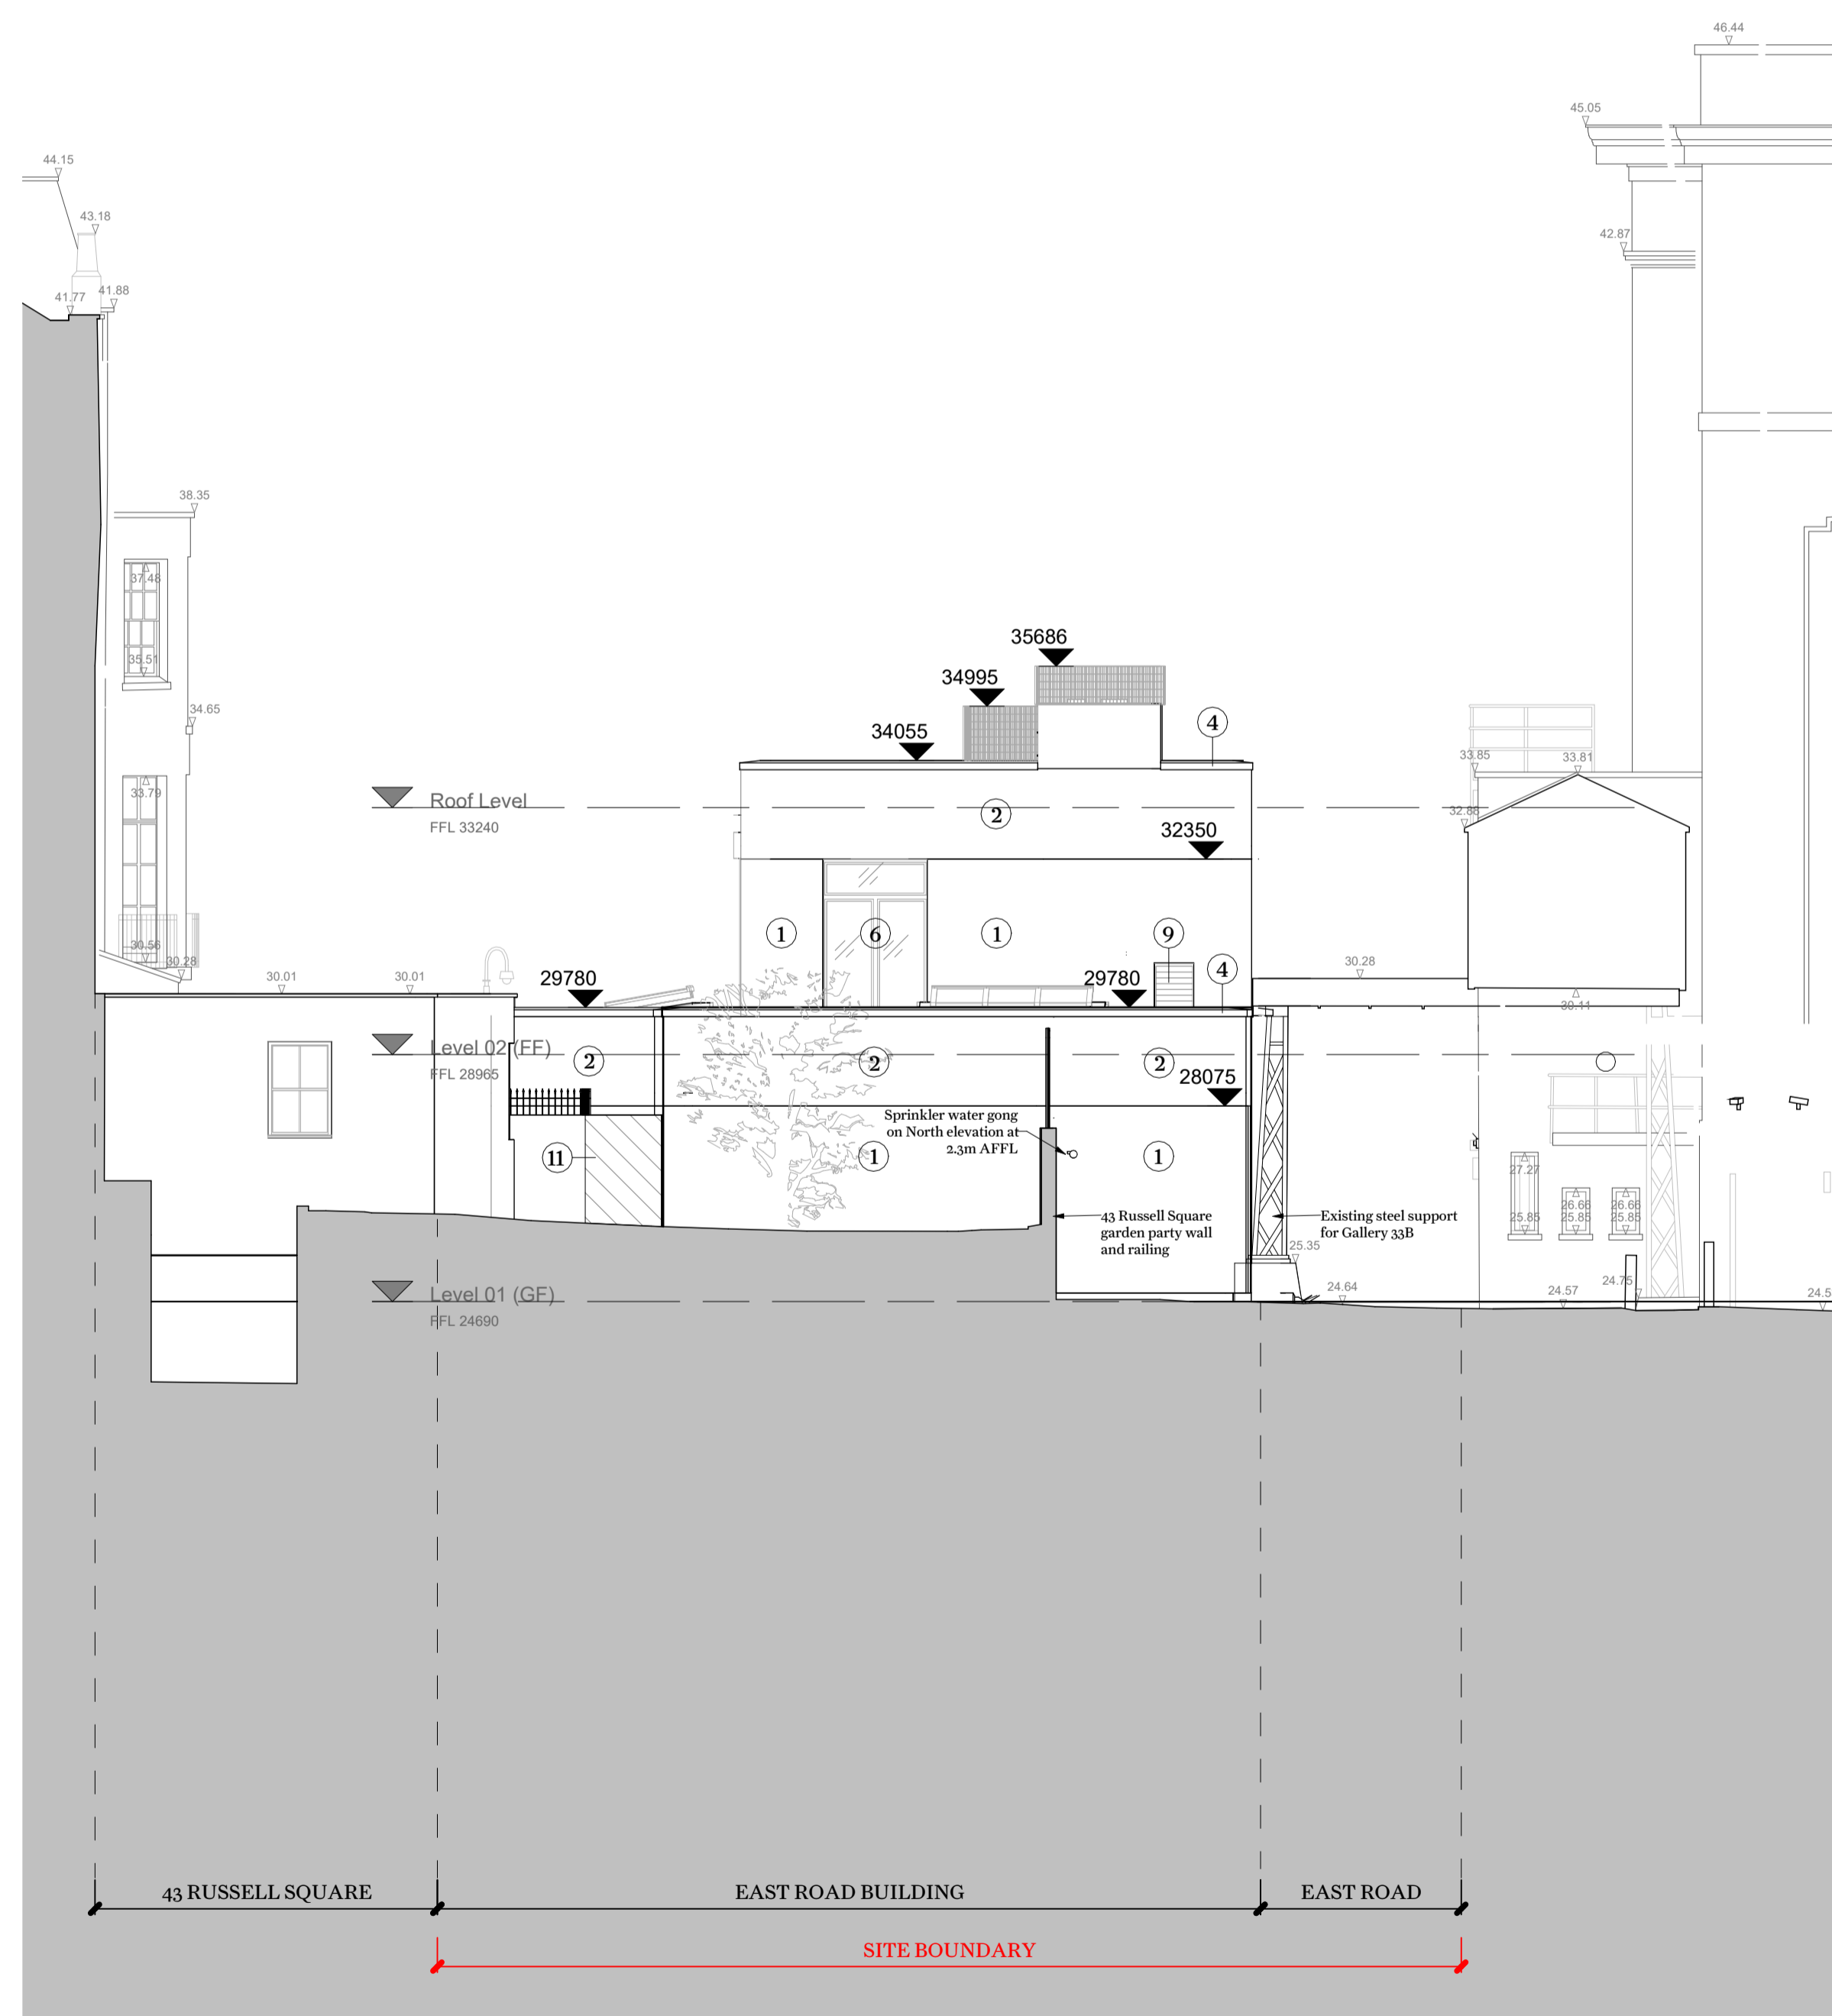 46.44
45.05
44.15
43.18
42.87
41.77
41.88
38.35
37.48
35.51
34.65
35686
34995
34055
4
33.85
33.81
33.79
Roof Level
FFL 33240
2
32350
32.88
1
6
1
9
30.56
30.28
30.01
30.01
29780
29780
4
30.28
30.11
Level 02 (FF)
FFL 28965
2
2
2
28075
Sprinkler water gong
on North elevation at
2.3m AFFL
11
1
1
27.27
25.85
26.66
25.85
26.66
25.85
43 Russell Square
garden party wall
and railing
Existing steel support
for Gallery 33B
25.35
24.64
24.57
24.75
24.5
Level 01 (GF)
FFL 24690
43 RUSSELL SQUARE
EAST ROAD BUILDING
EAST ROAD
SITE BOUNDARY